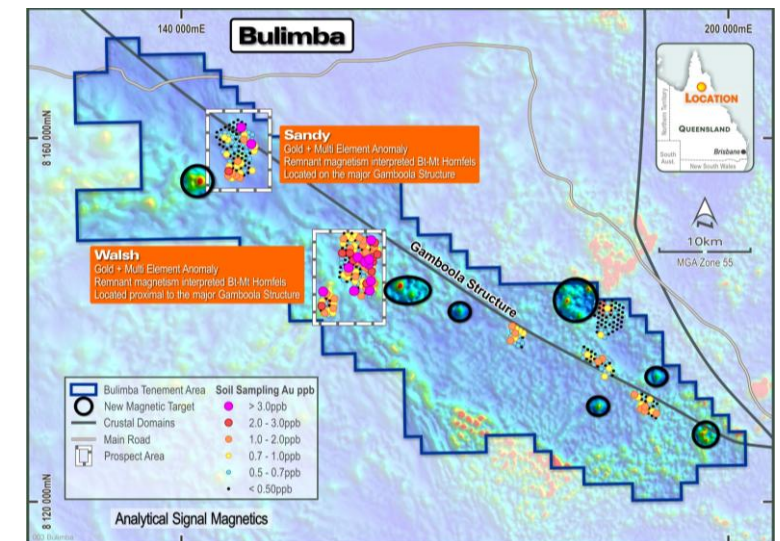 140 000mE
200 000mE
Bulimba
8 160 000mN
Sandy
Gold + Multi Element Anomaly
Remnant magnetism interpreted Bt-Mt Hornfels
Located on the major Gamboola Structure
LOCATION
Northern Territory
QUEENSLAND
Brisbane
South Aust.
New South Wales
Walsh
Gold + Multi Element Anomaly
Remnant magnetism interpreted Bt-Mt Hornfels
Located proximal to the major Gamboola Structure
Gamboola Structure
10km
MGA Zone 55
Bulimba Tenement Area
New Magnetic Target
Crustal Domains
Main Road
Prospect Area
Soil Sampling Au ppb
> 3.0ppb
2.0 - 3.0ppb
1.0 - 2.0ppb
0.7 - 1.0ppb
0.5 - 0.7ppb
< 0.50ppb
8 120 000mN
Analytical Signal Magnetics
003 Bulimba